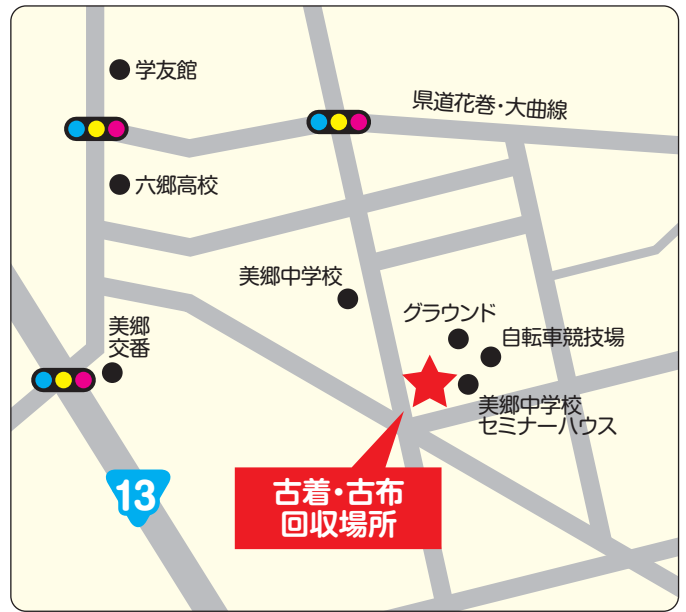 学友館
県道花巻・大曲線
六郷高校
美郷中学校
グラウンド
自転車競技場
美郷
交番
美郷中学校
セミナーハウス
13
古着・古布
回収場所